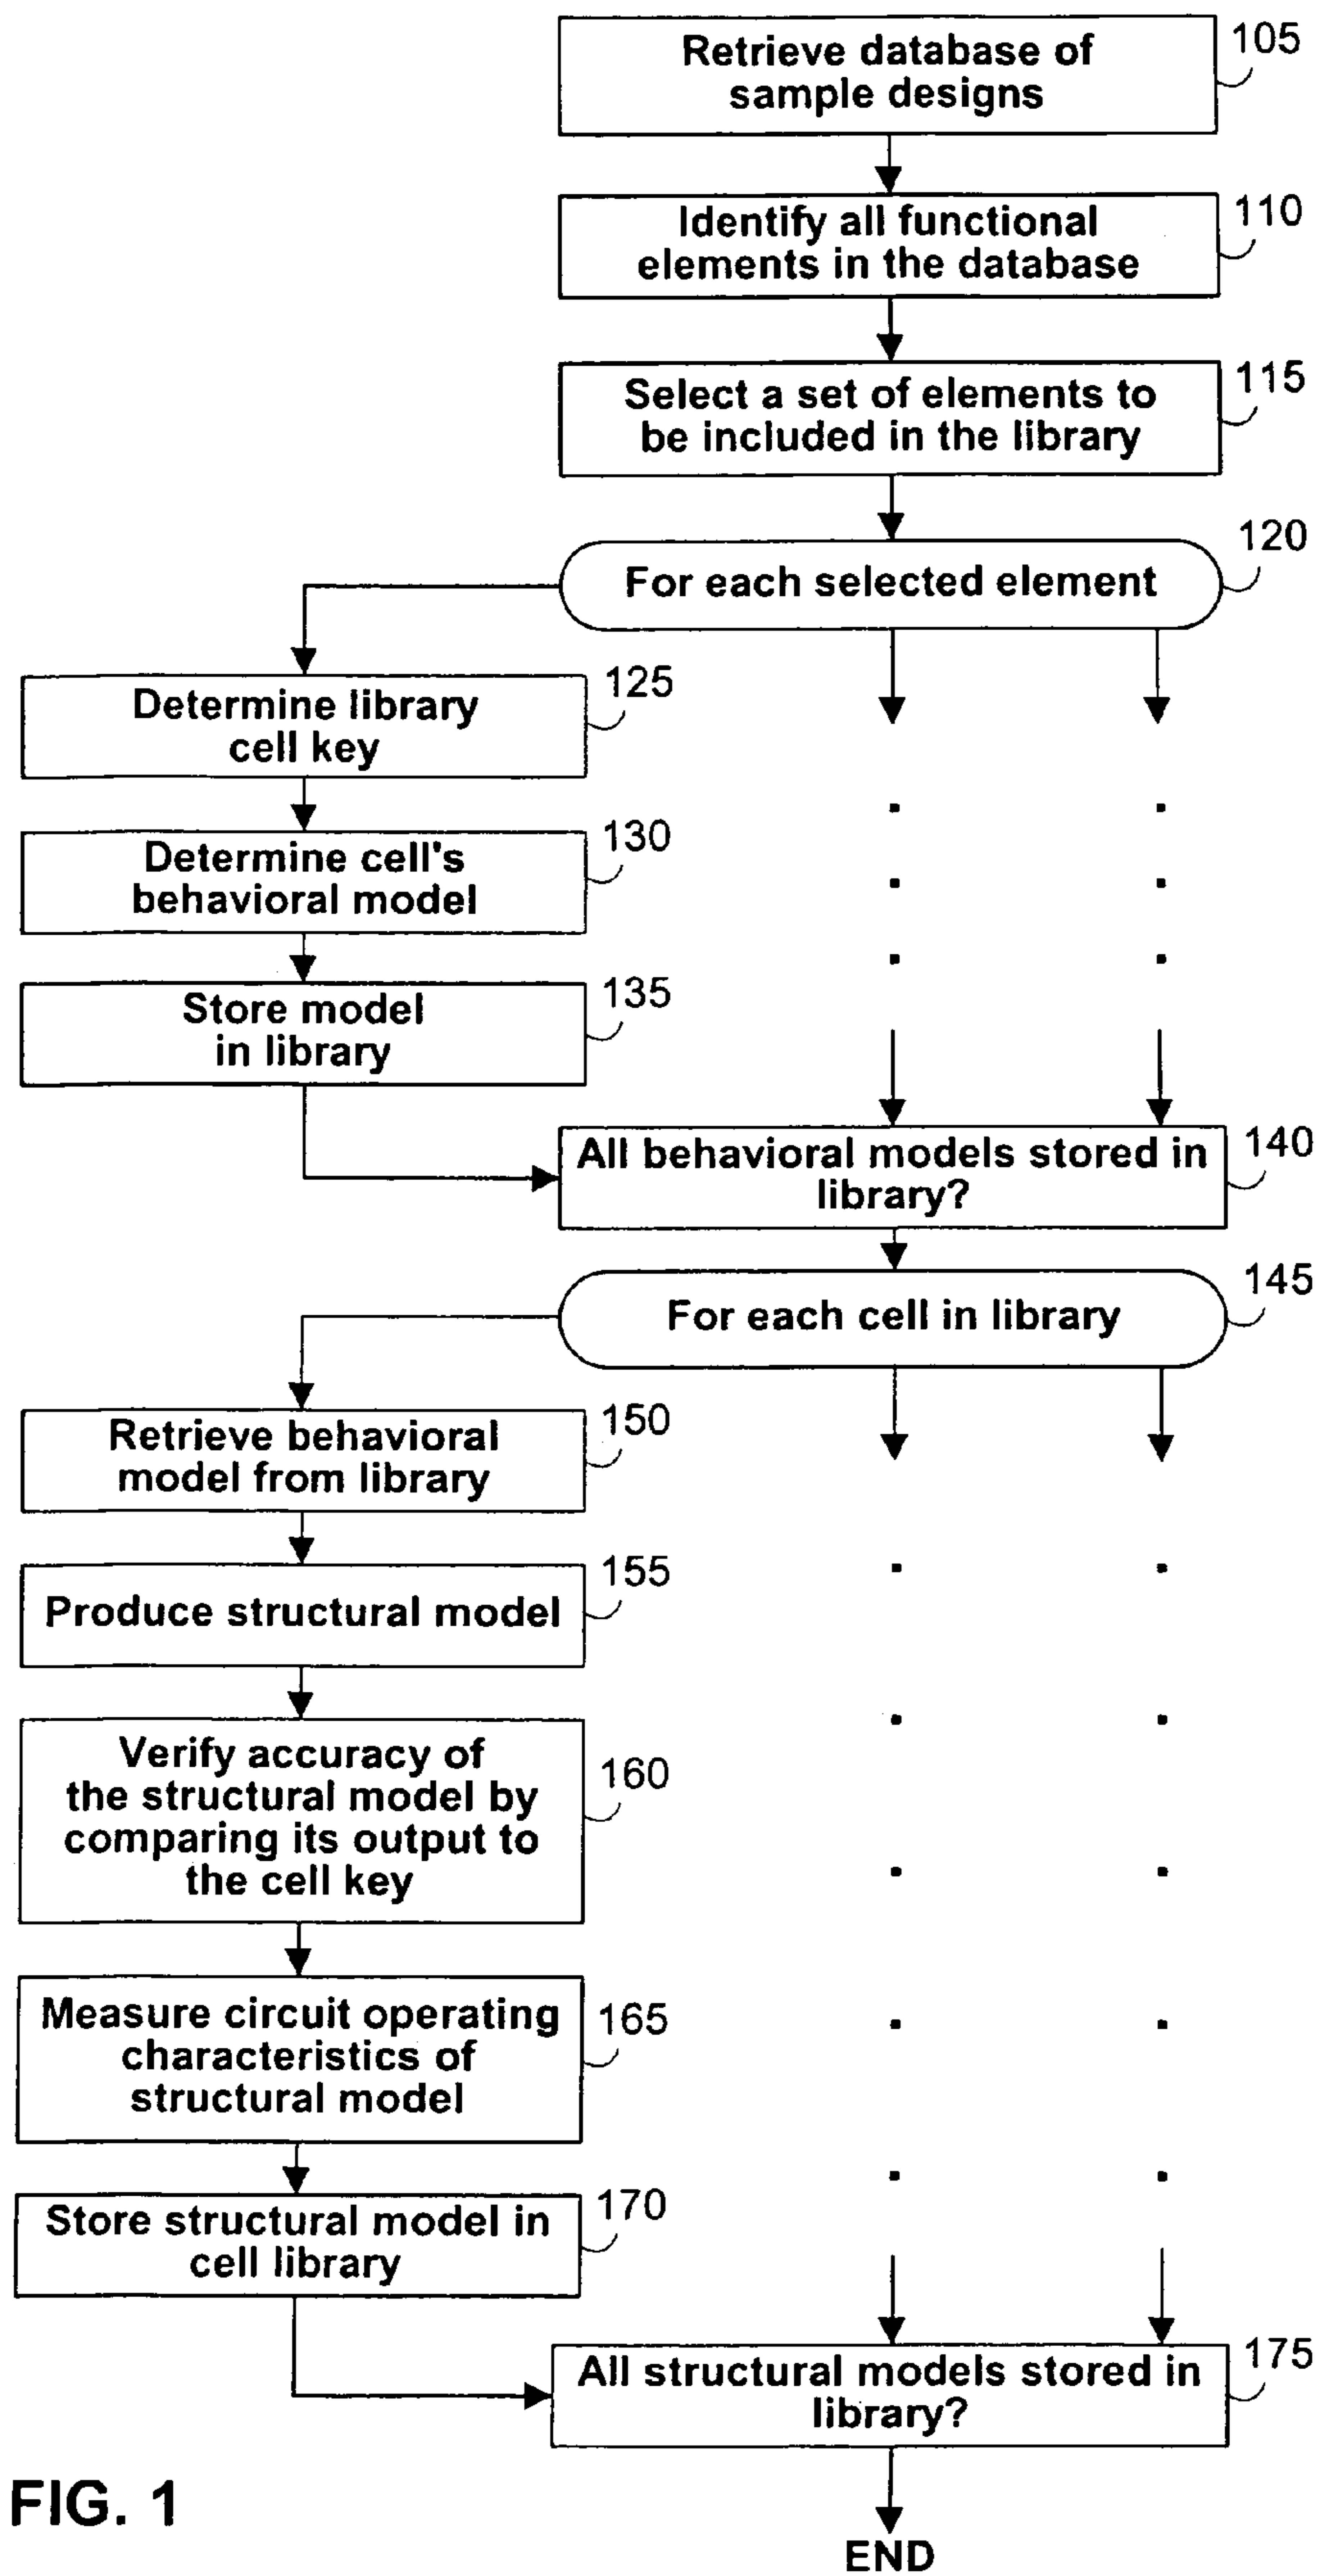 Retrieve database of
sample designs
105
Identify all functional
elements in the database
110
Select a set of elements to
be included in the library
115
For each selected element
120
Determine library
cell key
125
Determine cell's
behavioral model
130
Store model
in library
135
All behavioral models stored in
library?
140
For each cell in library
145
Retrieve behavioral
model from library
150
Produce structural model
155
Verify accuracy of
the structural model by
comparing its output to
the cell key
160
Measure circuit operating
characteristics of
structural model
165
Store structural model in
cell library
170
All structural models stored in
library?
175
END
FIG. 1